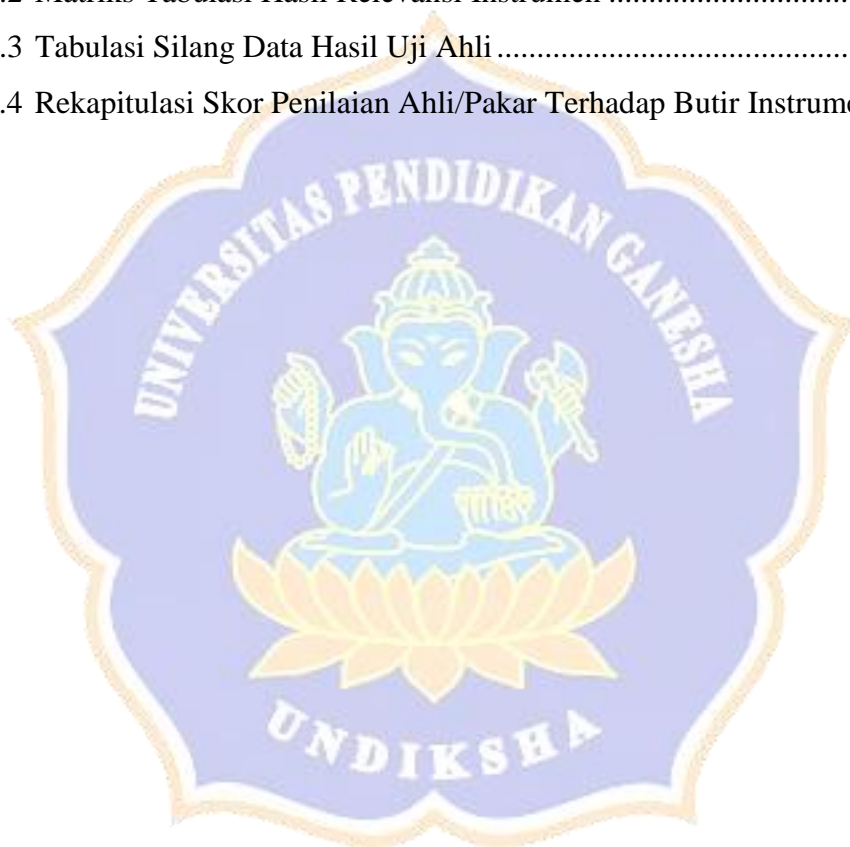 .2 Matriks Tabulasi Hasil Relevansi Instrumen ....................................
.3 Tabulasi Silang Data Hasil Uji Ahli .....................................................
.4 Rekapitulasi Skor Penilaian Ahli/Pakar Terhadap Butir Instrum
UNIVERSITAS PENDIDIKAN GANESHA
UNDIKSHA